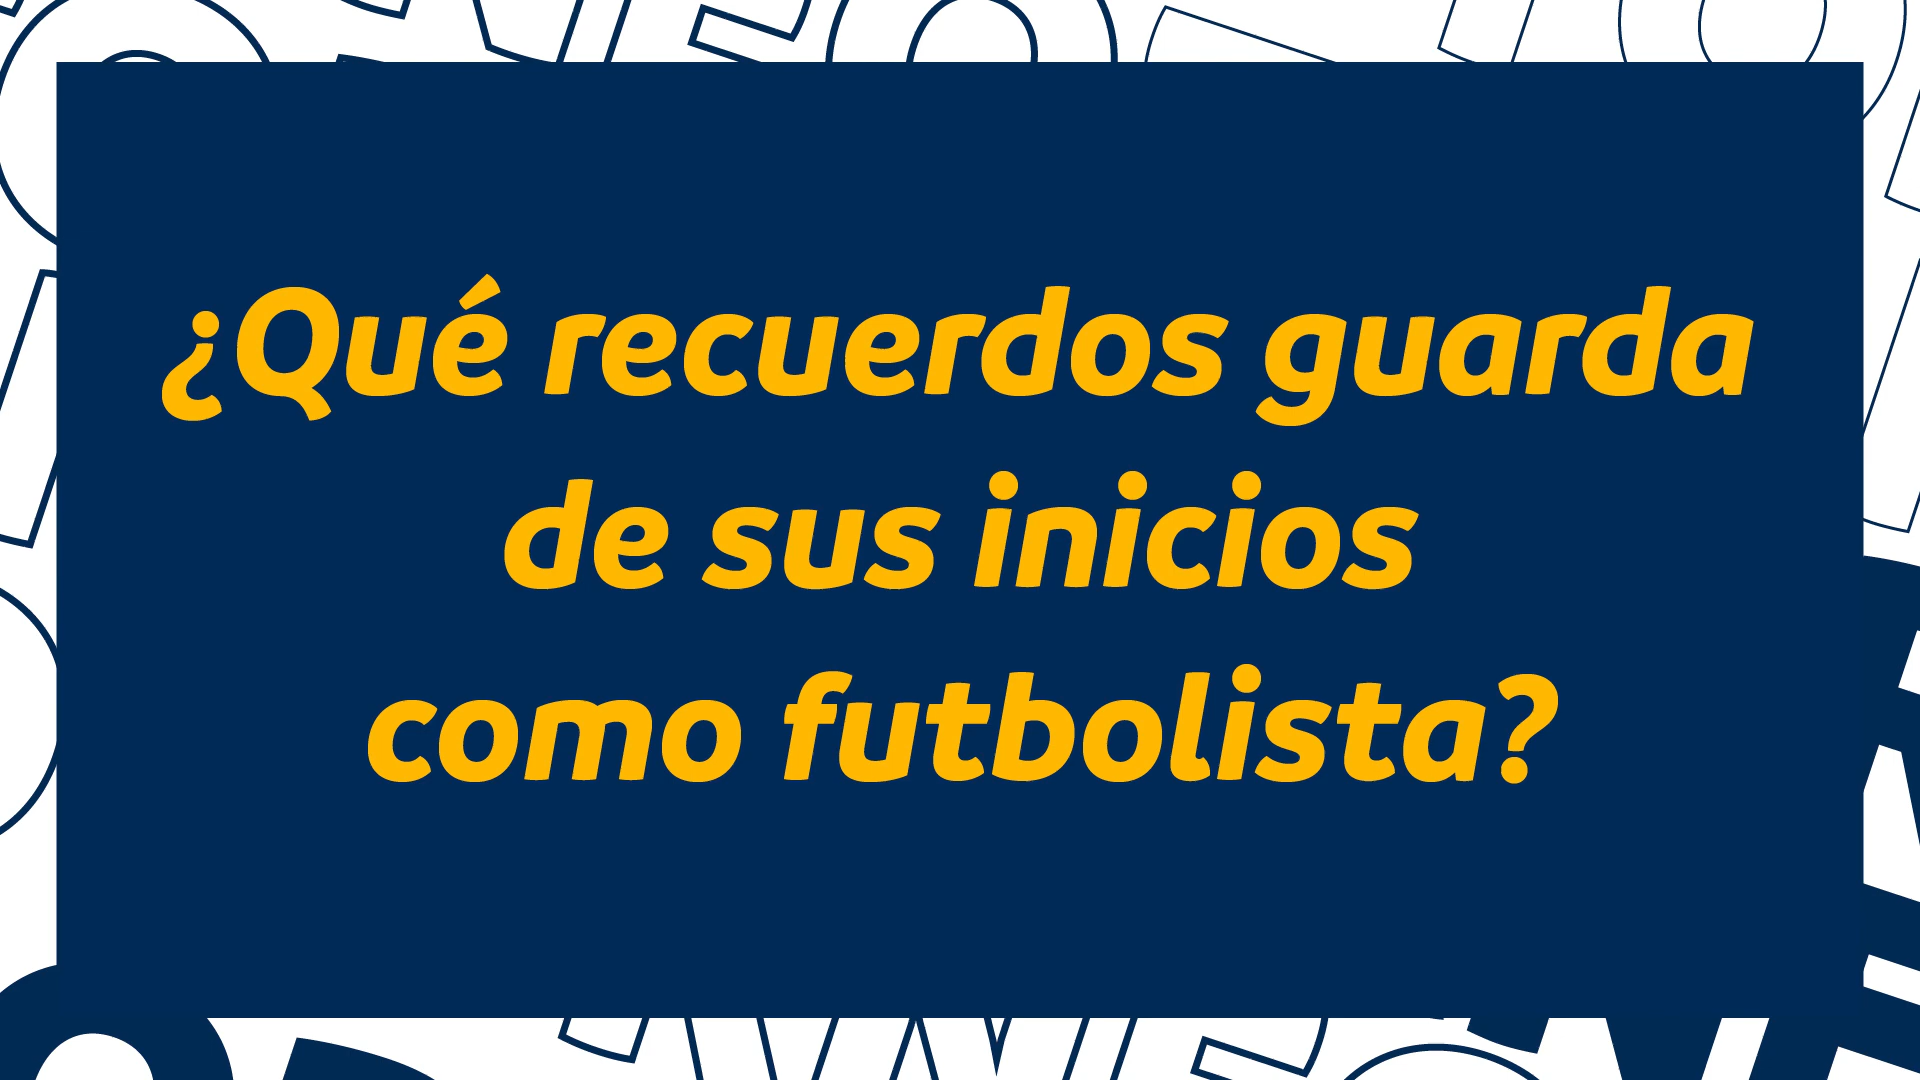 ¿Qué recuerdos guarda
de sus inicios
como futbolista?